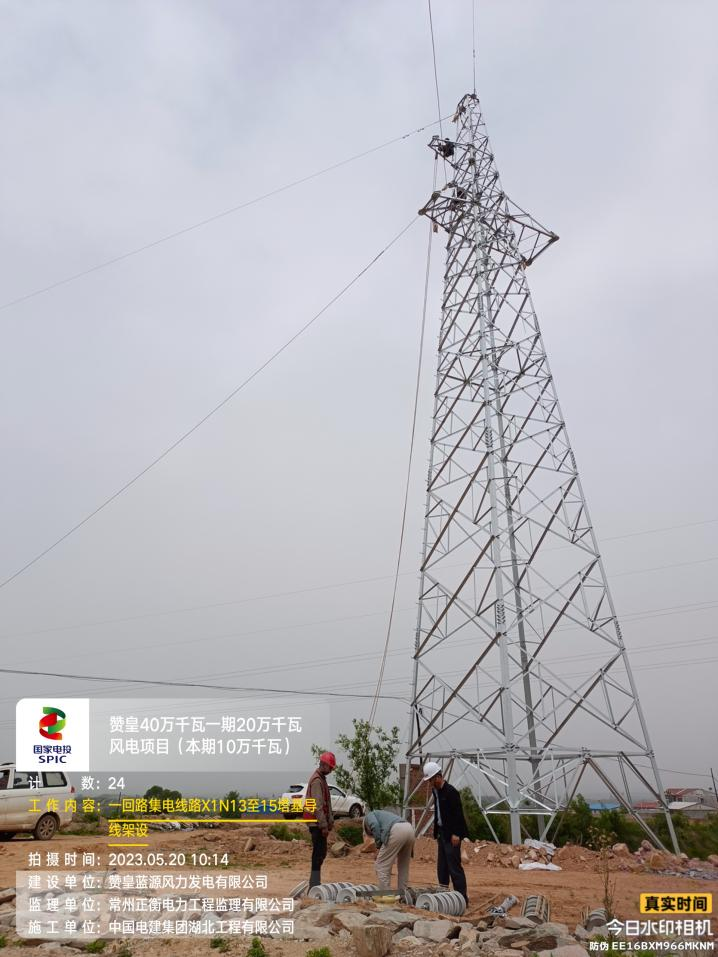 国家电投
SPIC
赞皇40万千瓦一期20万千瓦
风电项目（本期10万千瓦）
计 数：24
工作内容：一回路集电线路X1N13至15塔基导
线架设
拍摄时间：2023.05.20 10:14
建设单位：赞皇蓝源风力发电有限公司
监理单位：常州正衡电力工程监理有限公司
施工单位：中国电建集团湖北工程有限公司
真实时间
今日水印相机
防伪 EE16BXM966MKNM